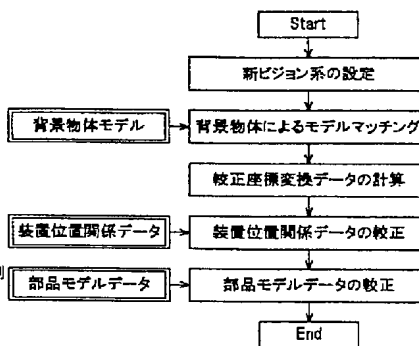 Start
新ビジョン系の設定
背景物体モデル
背景物体によるモデルマッチング
較正座標変換データの計算
装置位置関係データ
装置位置関係データの較正
別
部品モデルデータ
部品モデルデータの較正
End